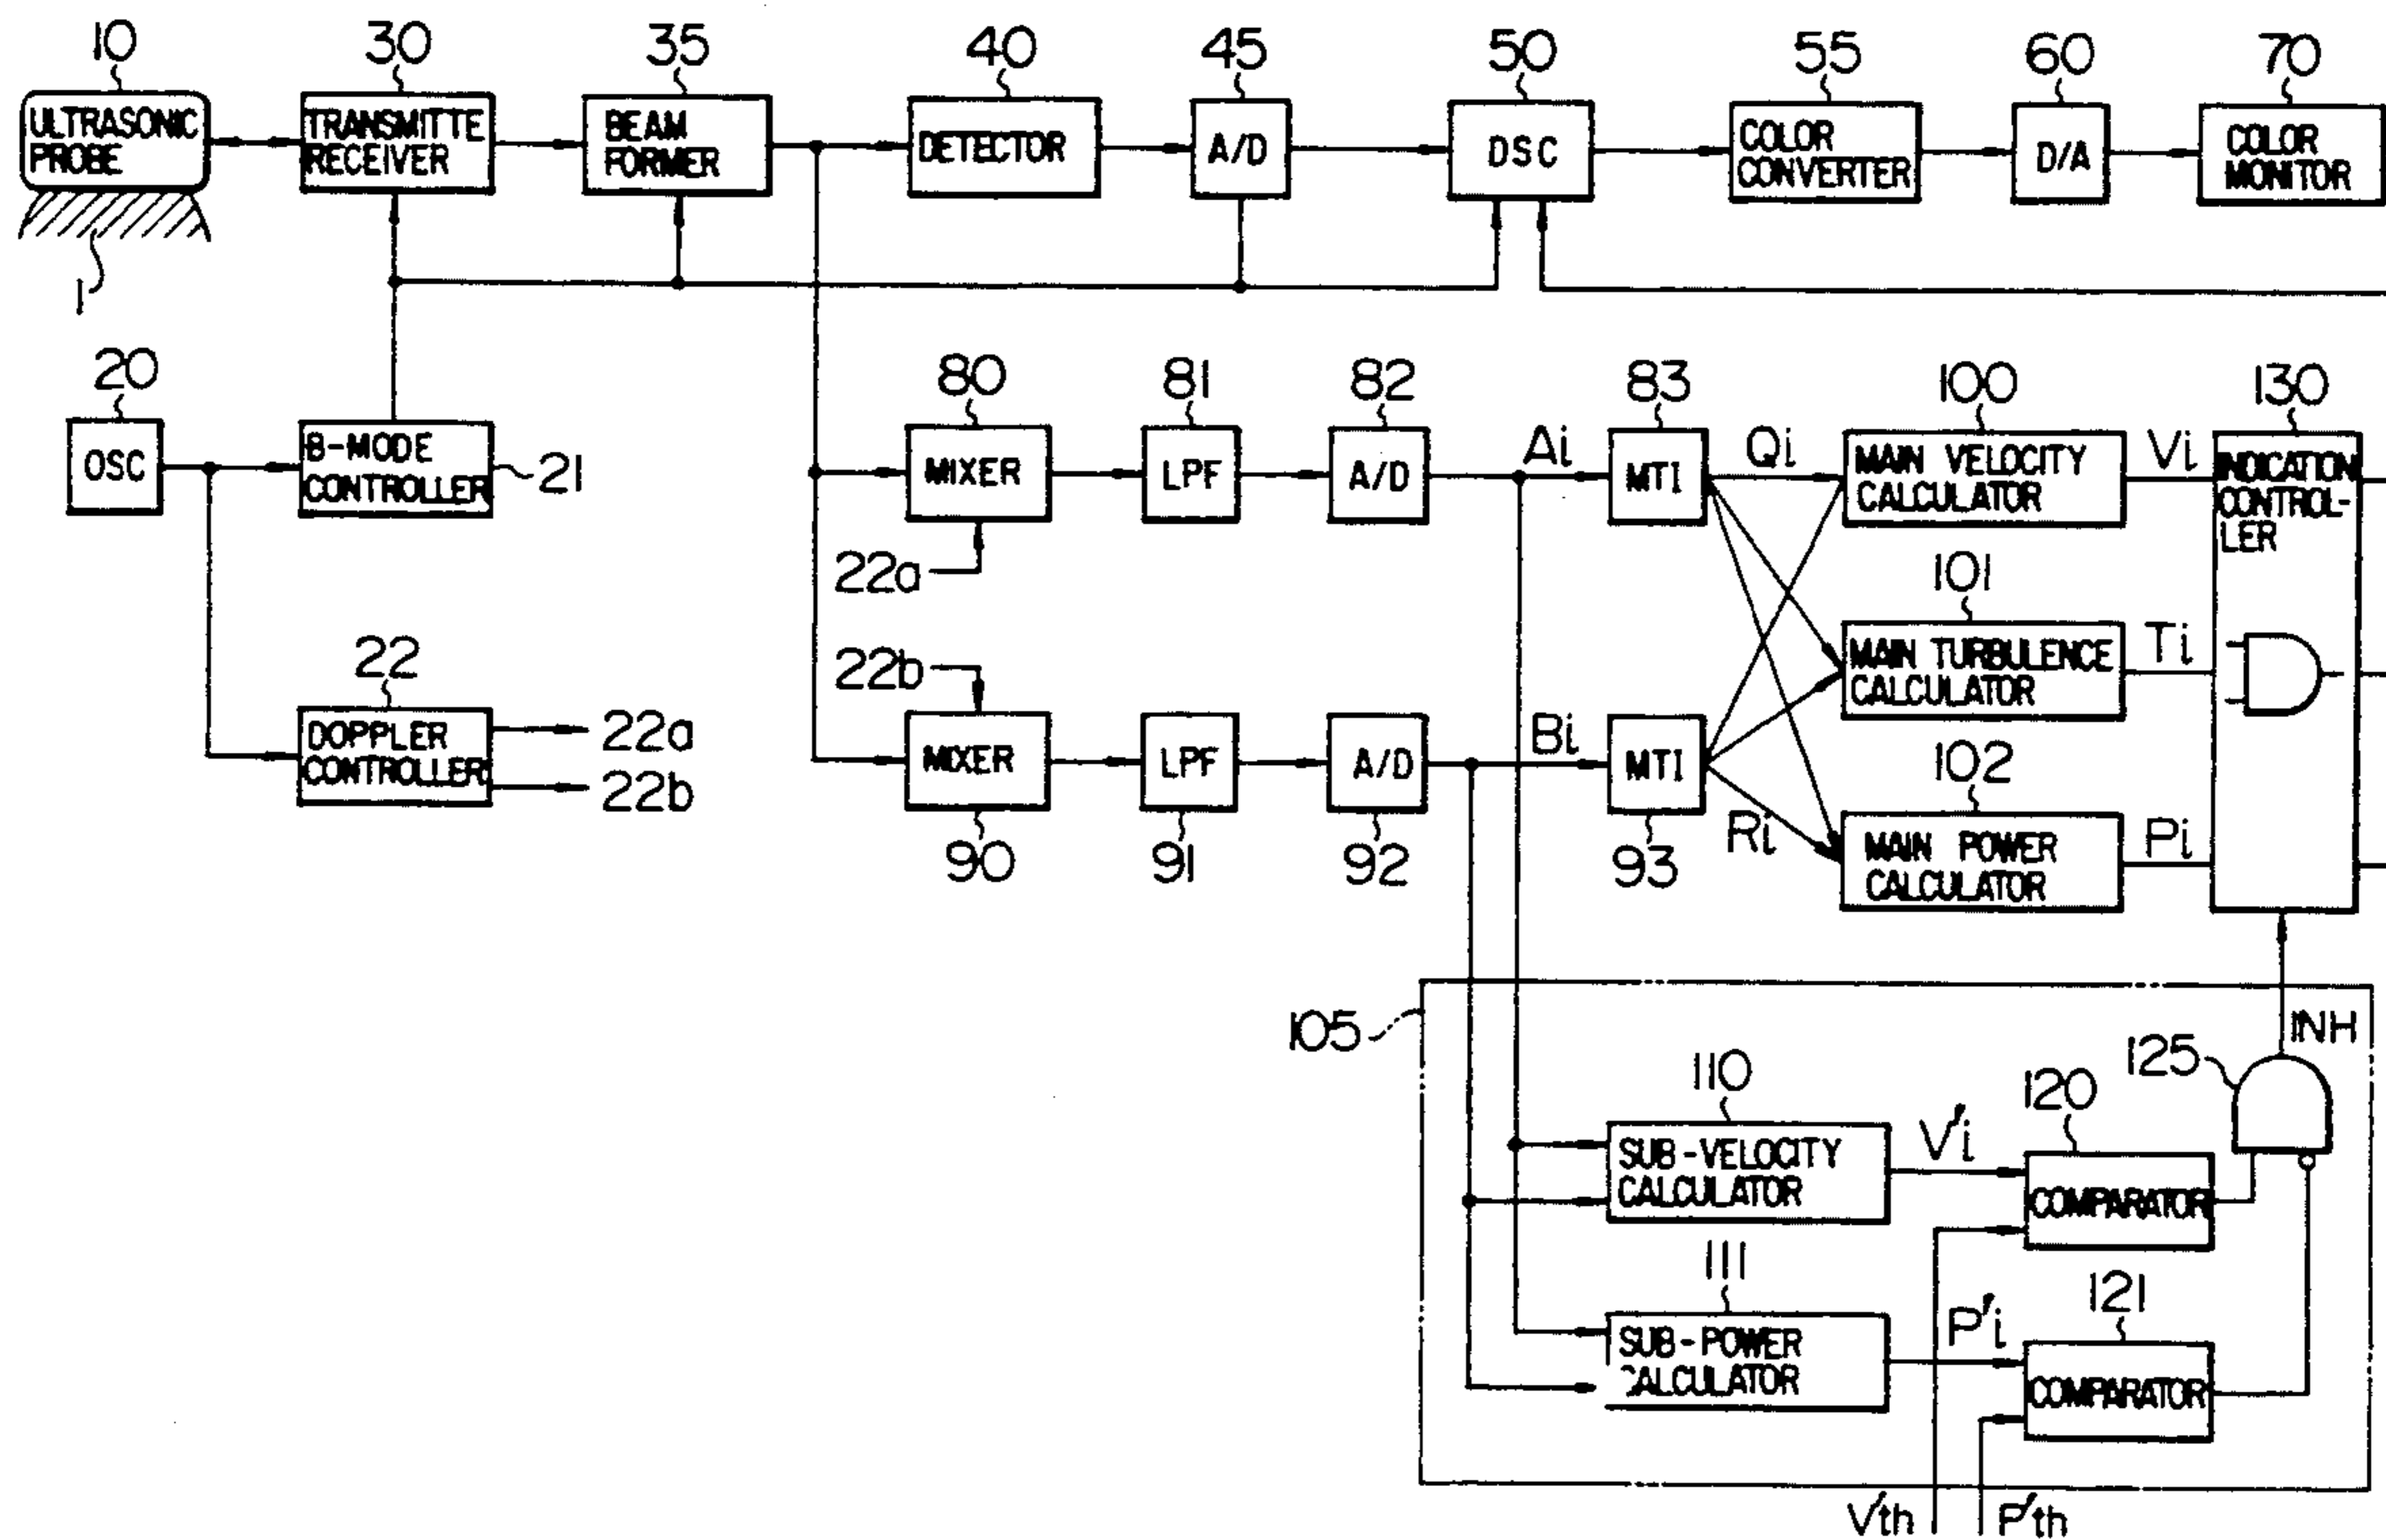 10
30
35
40
45
50
55
60
70
ULTRASONIC
PROBE
TRANSMITTE
RECEIVER
BEAM
FORMER
DETECTOR
A/D
DSC
COLOR
CONVERTER
D/A
COLOR
MONITOR
1
20
80
81
82
83
100
130
OSC
B-MODE
CONTROLLER
21
MIXER
LPF
A/D
Ai
MTI
Qi
MAIN VELOCITY
CALCULATOR
Vi
INDICATION
CONTROL-
LER
22a
101
22
22b
MAIN TURBULENCE
CALCULATOR
Ti
DOPPLER
CONTROLLER
22a
22b
MIXER
LPF
A/D
Bi
MTI
102
90
91
92
93
Ri
MAIN POWER
CALCULATOR
Pi
105
INH
125
110
120
SUB-VELOCITY
CALCULATOR
V'i
COMPARATOR
111
121
SUB-POWER
CALCULATOR
P'i
COMPARATOR
V'th
P'th